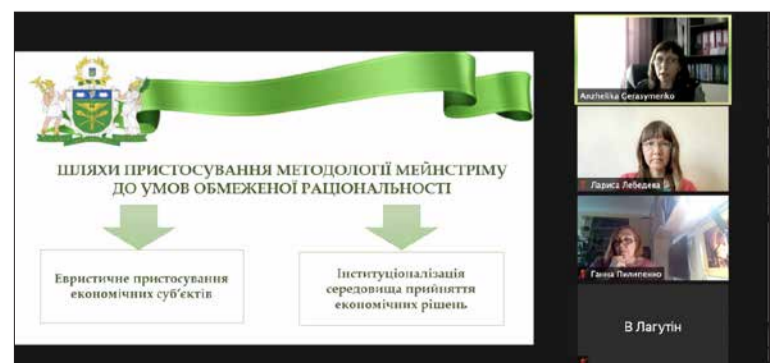 ШЛЯХИ ПРИСТОСУВАННЯ МЕТОДОЛОГІЇ МЕЙНСТРІМУ
ДО УМОВ ОБМЕЖЕНОЇ РАЦІОНАЛЬНОСТІ
Евристичне пристосування
економічних суб'єктів
Інституціоналізація
середовища прийняття
економічних рішень
Anzhelika Gerasymenko
Лариса Лебедева
Ганна Пилипенко
В Лагутін